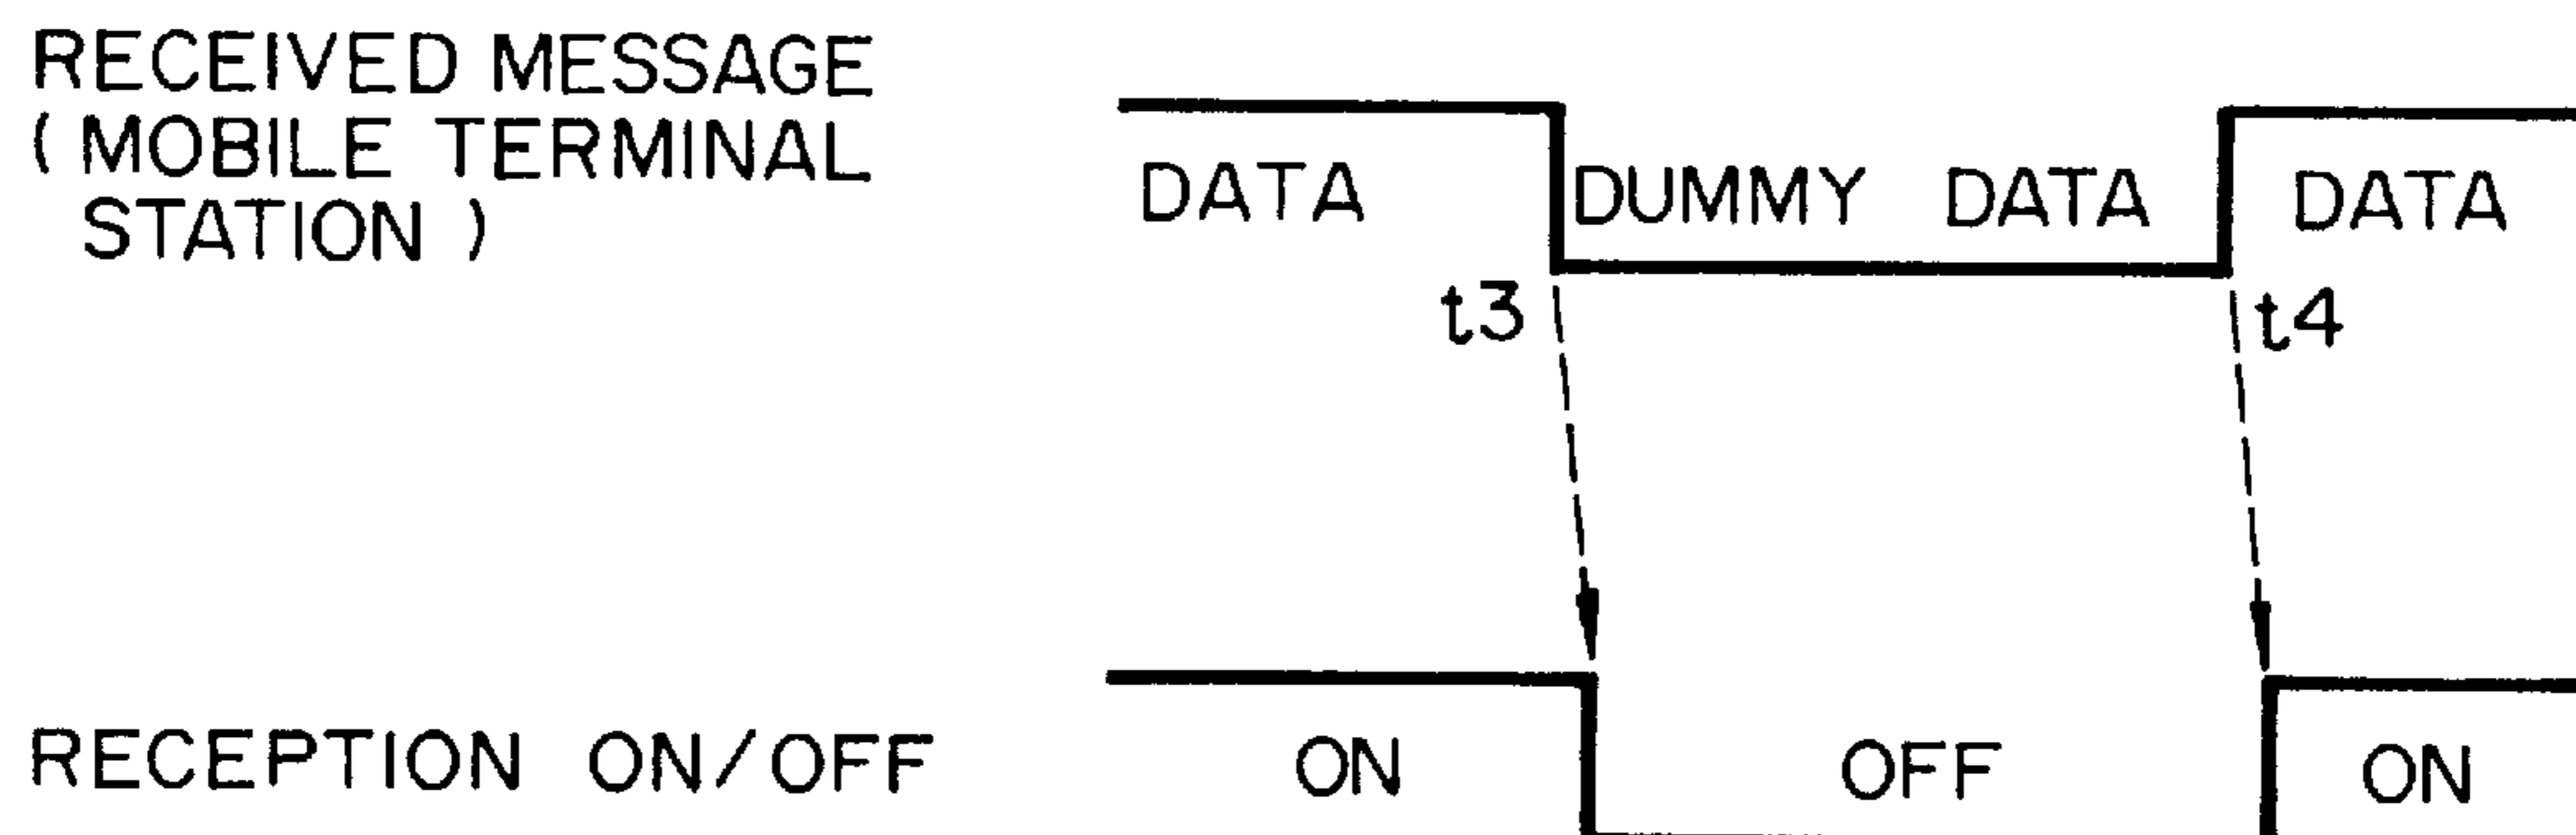 RECEIVED MESSAGE
( MOBILE TERMINAL
STATION )
DATA DUMMY DATA DATA
t3 t4
RECEPTION ON/OFF ON OFF ON